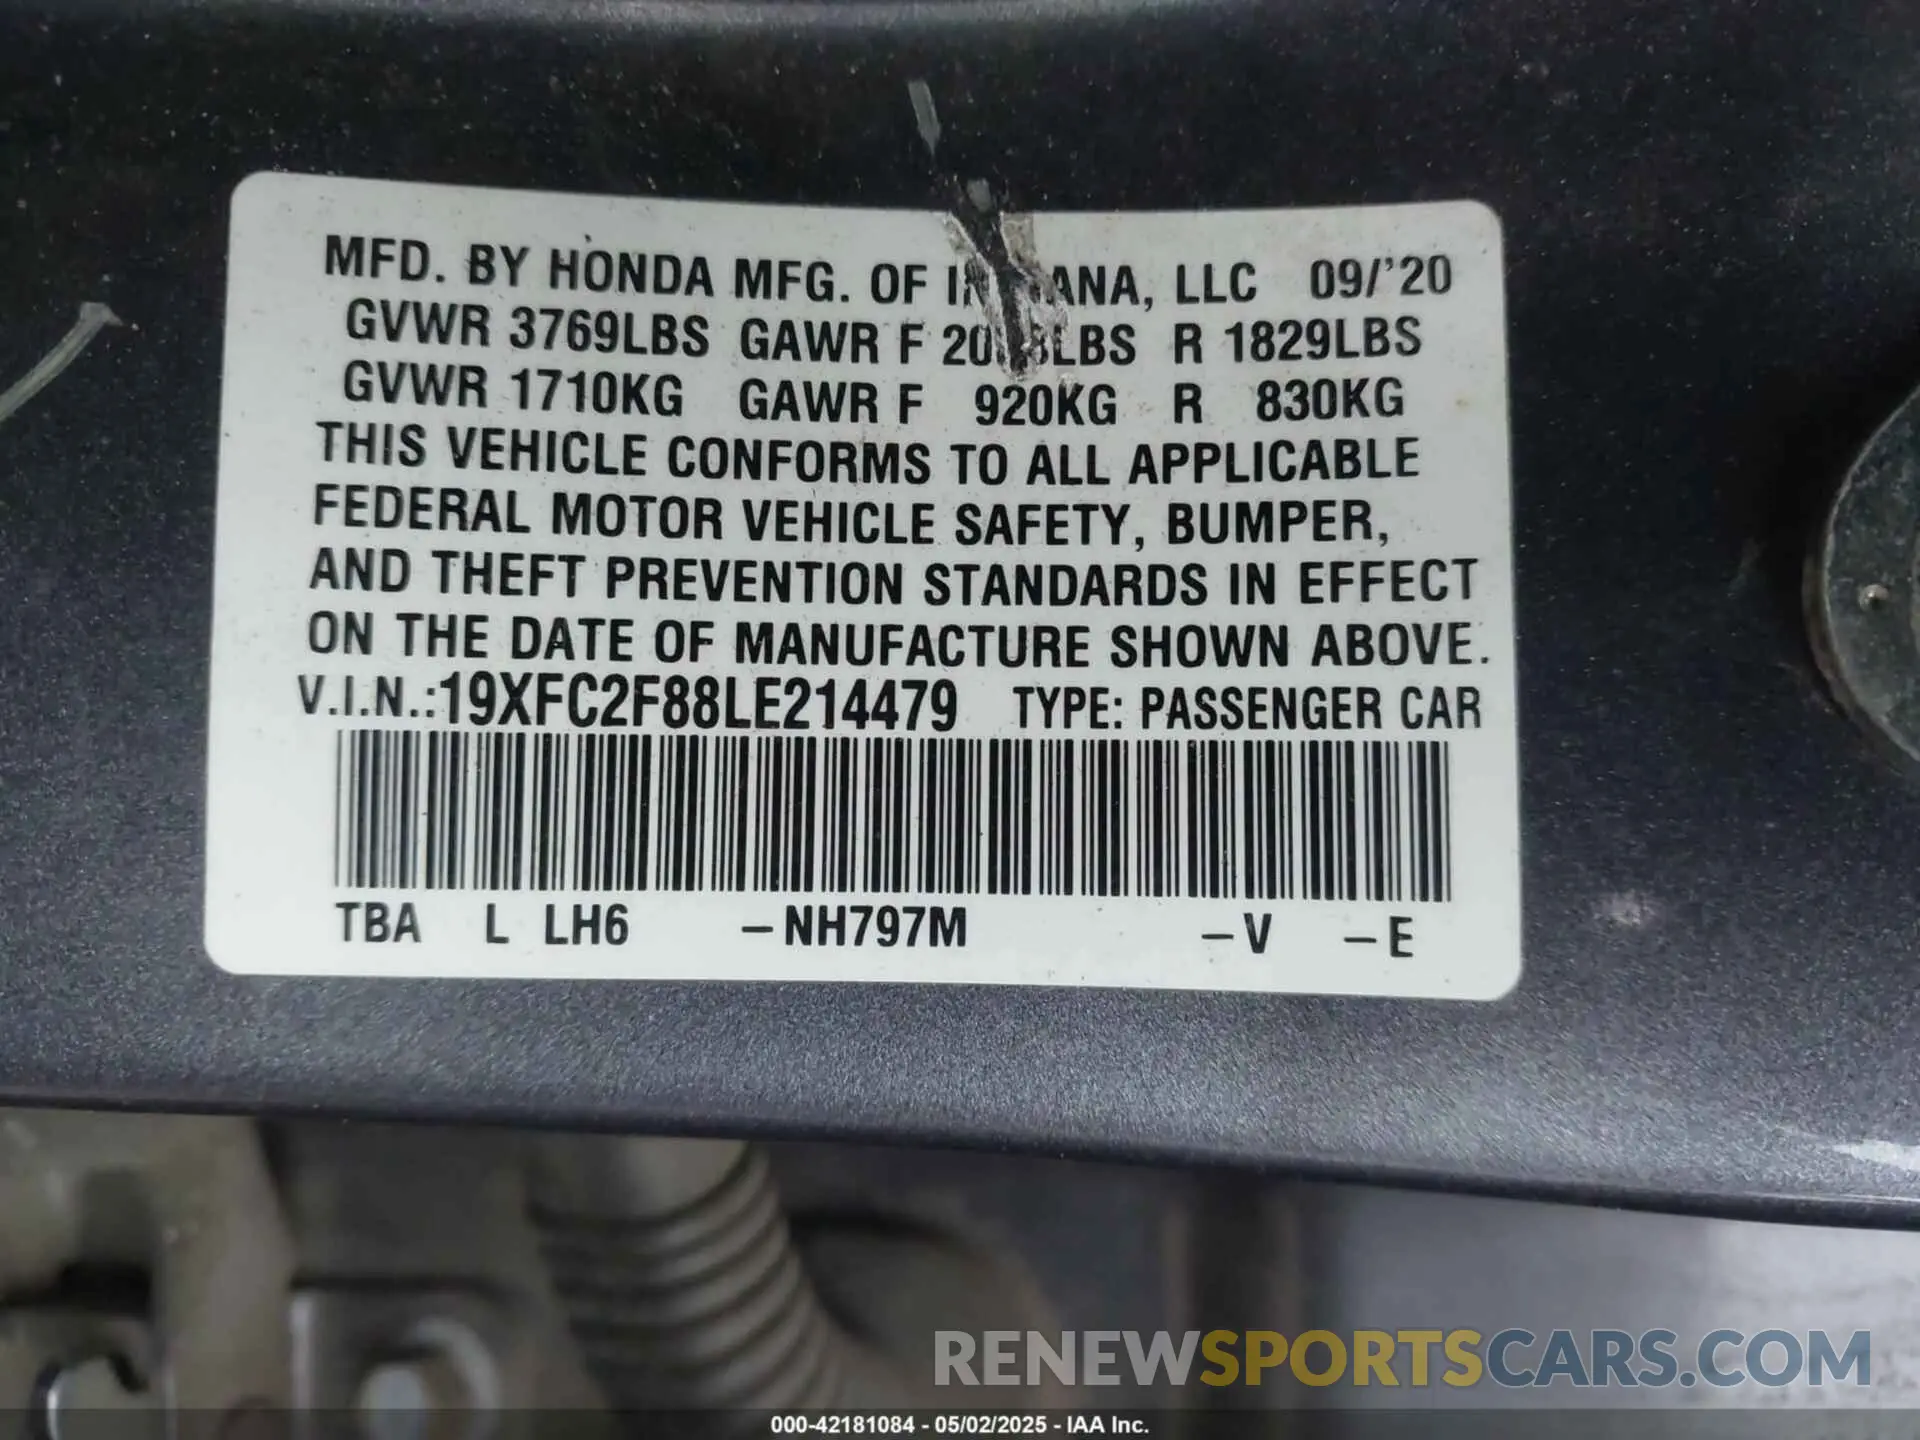 MFD. BY HONDA MFG. OF LLC 09/'20
GVWR 3769LBS GAWR F R 1829LBS
GVWR 1710KG GAWR F 920KG R 830KG
THIS VEHICLE CONFORMS TO ALL APPLICABLE
FEDERAL MOTOR VEHICLE SAFETY, BUMPER,
AND THEFT PREVENTION STANDARDS IN EFFECT
ON THE DATE OF MANUFACTURE SHOWN ABOVE.
V.I.N.:19XFC2F88LE214479 TYPE: PASSENGER CAR
TBA L LH6 -NH797M -V -E
RENEWSPORTSCARS.COM
000-42181084 - 05/02/2025 - IAA Inc.